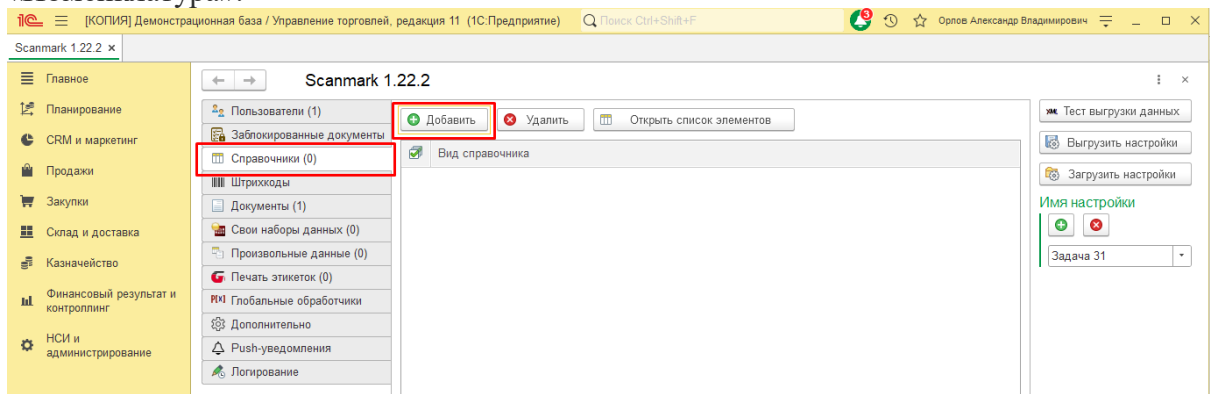 «Номенклатура».
1С [КОПИЯ] Демонстрационная база / Управление торговлей, редакция 11 (1С:Предприятие) Поиск Ctrl+Shift+F 3 Орлов Александр Владимирович
Scanmark 1.22.2 ×
Главное
Планирование
CRM и маркетинг
Продажи
Закупки
Склад и доставка
Казначейство
Финансовый результат и
контроллинг
НСИ и
администрирование
Scanmark 1.22.2
Пользователи (1)
Заблокированные документы
Справочники (0)
Штрихкоды
Документы (1)
Свои наборы данных (0)
Произвольные данные (0)
Печать этикеток (0)
Глобальные обработчики
Дополнительно
Push-уведомления
Логирование
Добавить Удалить Открыть список элементов
Вид справочника
XML Тест выгрузки данных
Выгрузить настройки
Загрузить настройки
Имя настройки
Задача 31